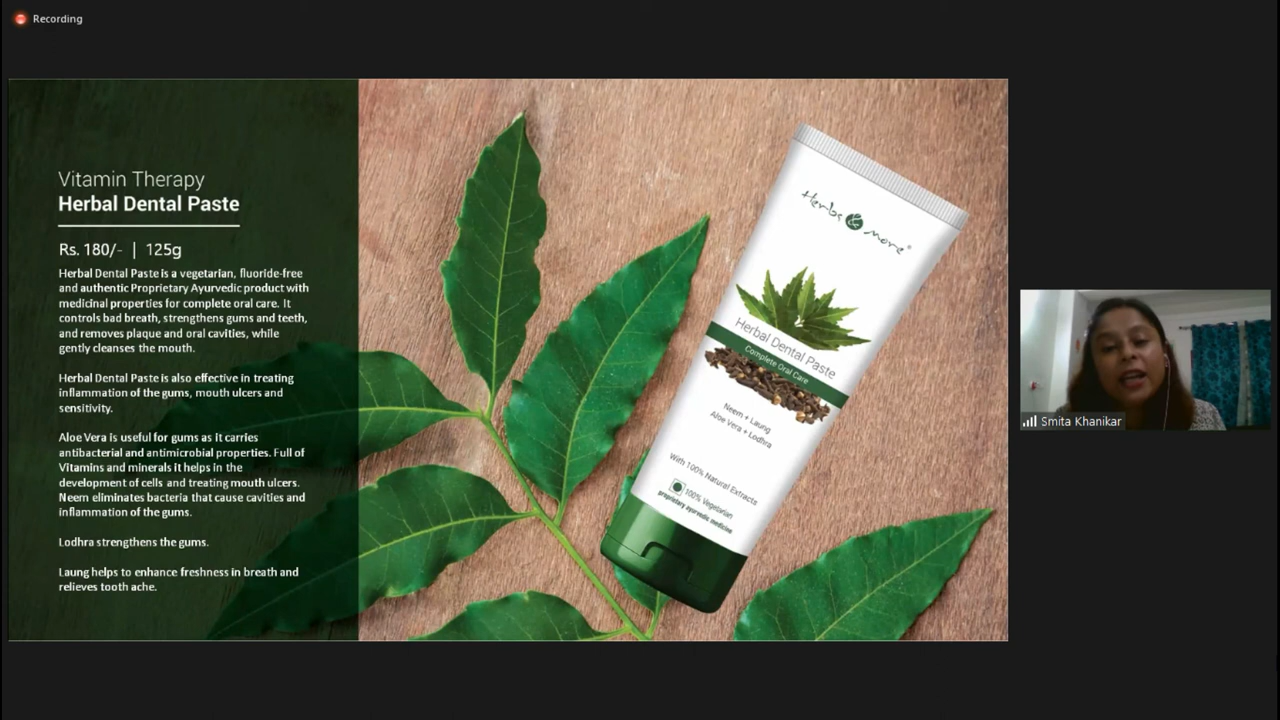 Recording
Vitamin Therapy
Herbal Dental Paste
Rs. 180/- | 125g
Herbal Dental Paste is a vegetarian, fluoride-free
and authentic Proprietary Ayurvedic product with
medicinal properties for complete oral care. It
controls bad breath, strengthens gums and teeth,
and removes plaque and oral cavities, while
gently cleanses the mouth.
Herbal Dental Paste is also effective in treating
inflammation of the gums, mouth ulcers and
sensitivity.
Aloe Vera is useful for gums as it carries
antibacterial and antimicrobial properties. Full of
Vitamins and minerals it helps in the
development of cells and treating mouth ulcers.
Neem eliminates bacteria that cause cavities and
inflammation of the gums.
Lodhra strengthens the gums.
Laung helps to enhance freshness in breath and
relieves tooth ache.
Herbs & more®
Herbal Dental Paste
Complete Oral Care
Neem + Laung
Aloe Vera + Lodhra
With 100% Natural Extracts
100% Vegetarian
proprietary ayurvedic medicine
Smita Khanikar